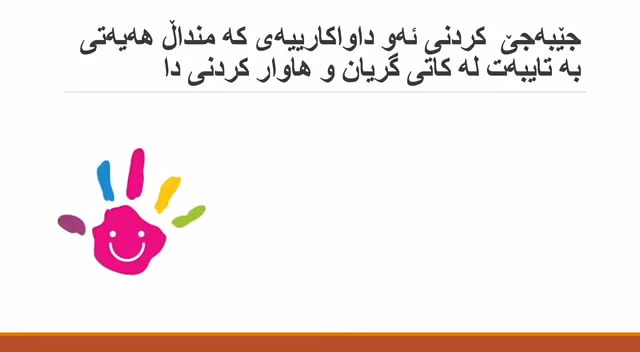 جێبەجێ کردنی ئەو داواکارییەی کە منداڵ هەیەتی
بە تایبەت لە کاتی گریان و هاوار کردنی دا